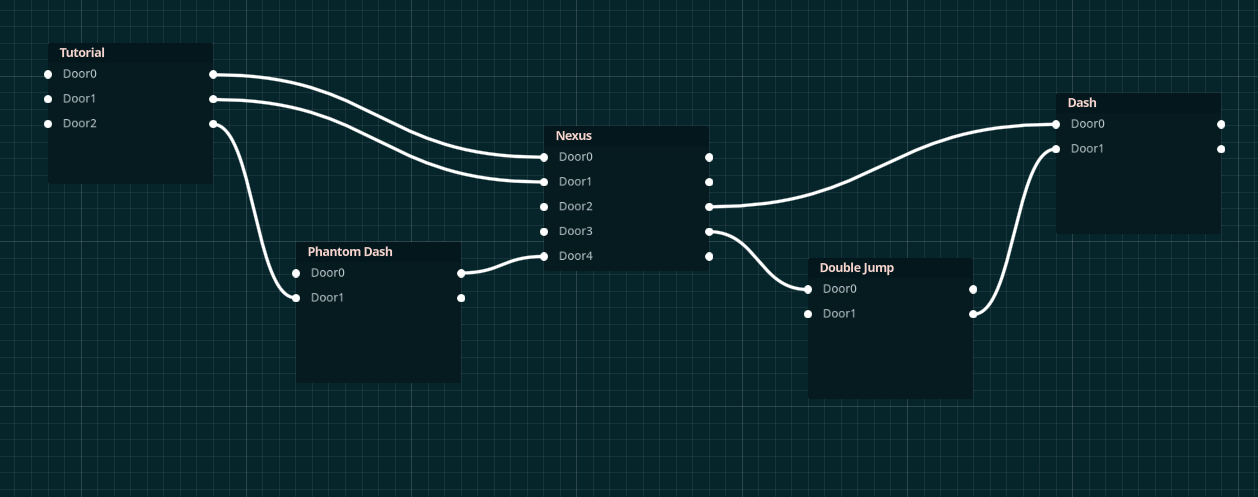 Tutorial
Door0
Door1
Door2
Phantom Dash
Door0
Door1
Nexus
Door0
Door1
Door2
Door3
Door4
Double Jump
Door0
Door1
Dash
Door0
Door1